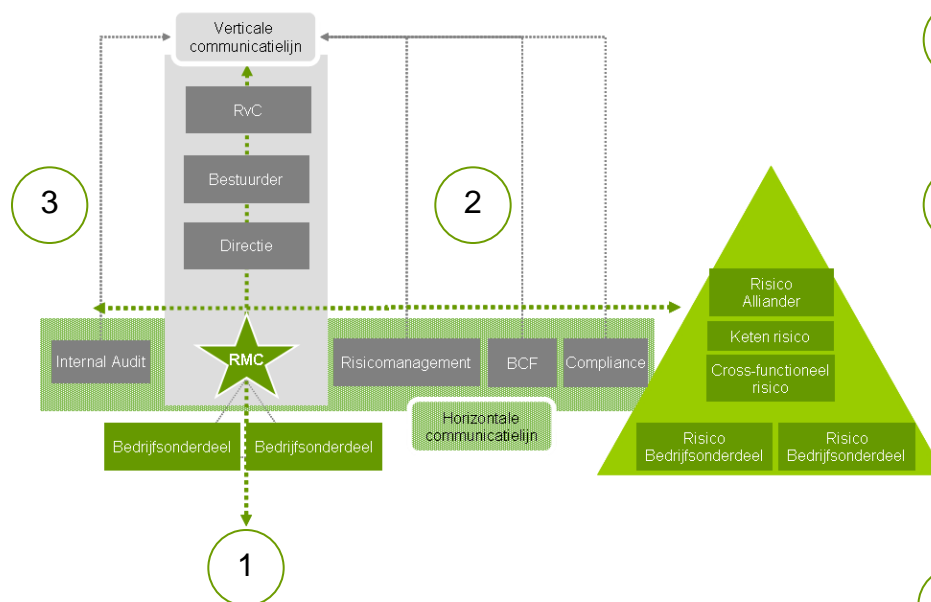 Verticale
communicatielijn
RvC
Bestuurder
Directie
3
2
Internal Audit
RMC
Risicomanagement
BCF
Compliance
Horizontale
communicatielijn
Bedrijfsonderdeel
Bedrijfsonderdeel
1
Risico
Alliander
Keten risico
Cross-functioneel
risico
Risico
Bedrijfsonderdeel
Risico
Bedrijfsonderdeel